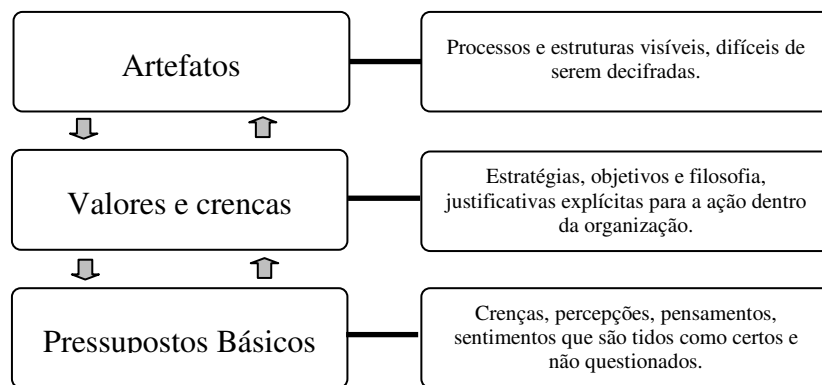 Artefatos
Processos e estruturas visíveis, difíceis de
serem decifradas.
Valores e crencas
Estratégias, objetivos e filosofia,
justificativas explícitas para a ação dentro
da organização.
Pressupostos Básicos
Crenças, percepções, pensamentos,
sentimentos que são tidos como certos e
não questionados.